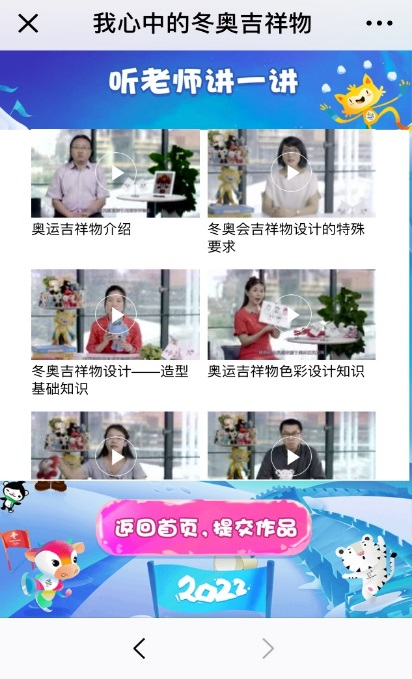 我心中的冬奥吉祥物
听老师讲一讲
奥运吉祥物介绍
冬奥会吉祥物设计的特殊
要求
冬奥吉祥物设计——造型
基础知识
奥运吉祥物色彩设计知识
返回首页,提交作品
2022